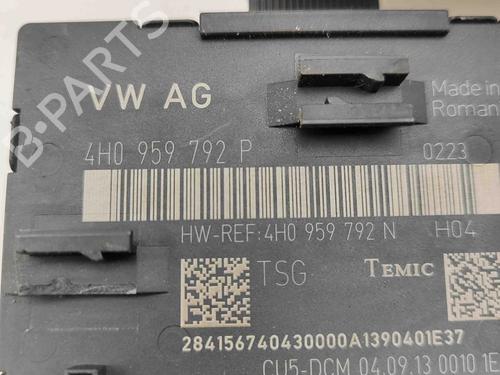 B-PARTS
VW AG
Made in
Roman
4H0 959 792 P
0223
HW-REF:4H0 959 792 N H04
TSG
TEMIC
284156740430000A1390401E37
CU5-DCM 04.09.13 0010 1E